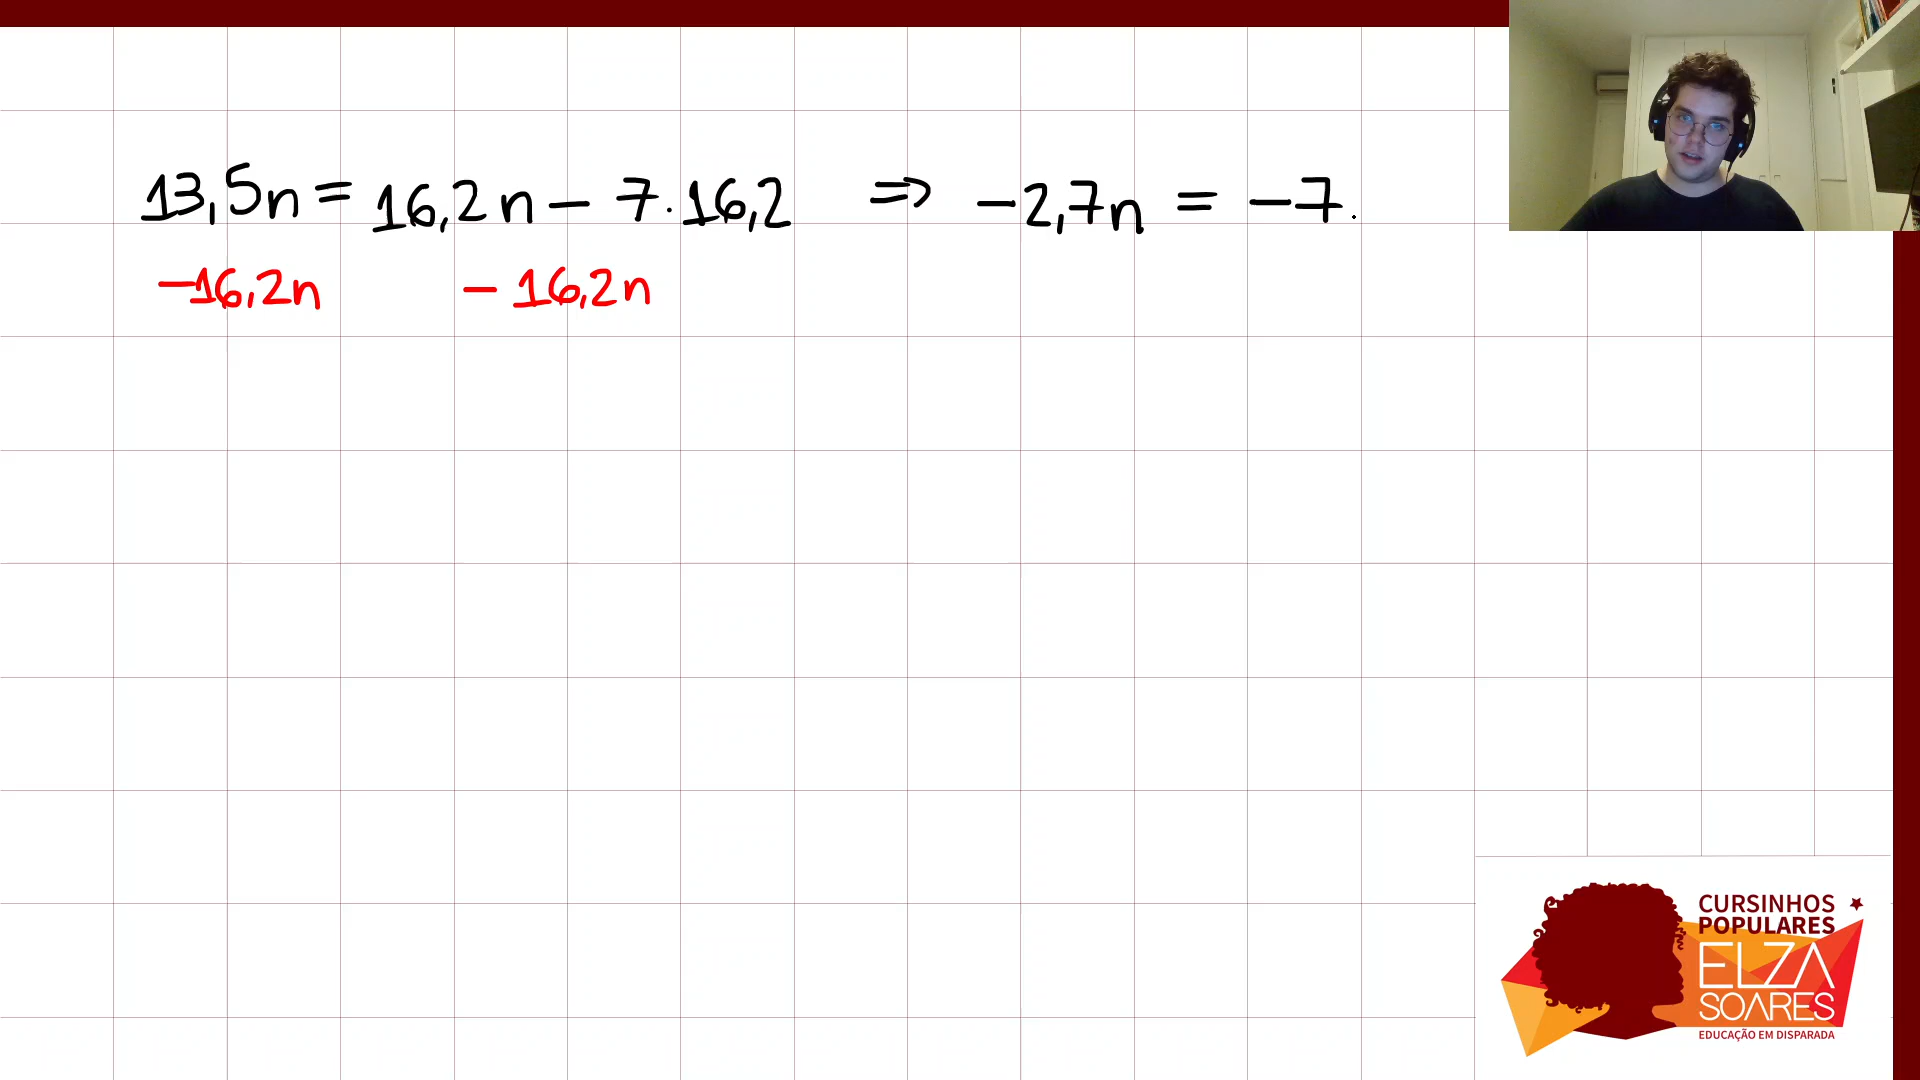 13,5n = 16,2n − 7·16,2 ⇒ −2,7n = −7.
−16,2n − 16,2n
CURSINHOS
POPULARES
ELZA
SOARES
EDUCAÇÃO EM DISPARADA